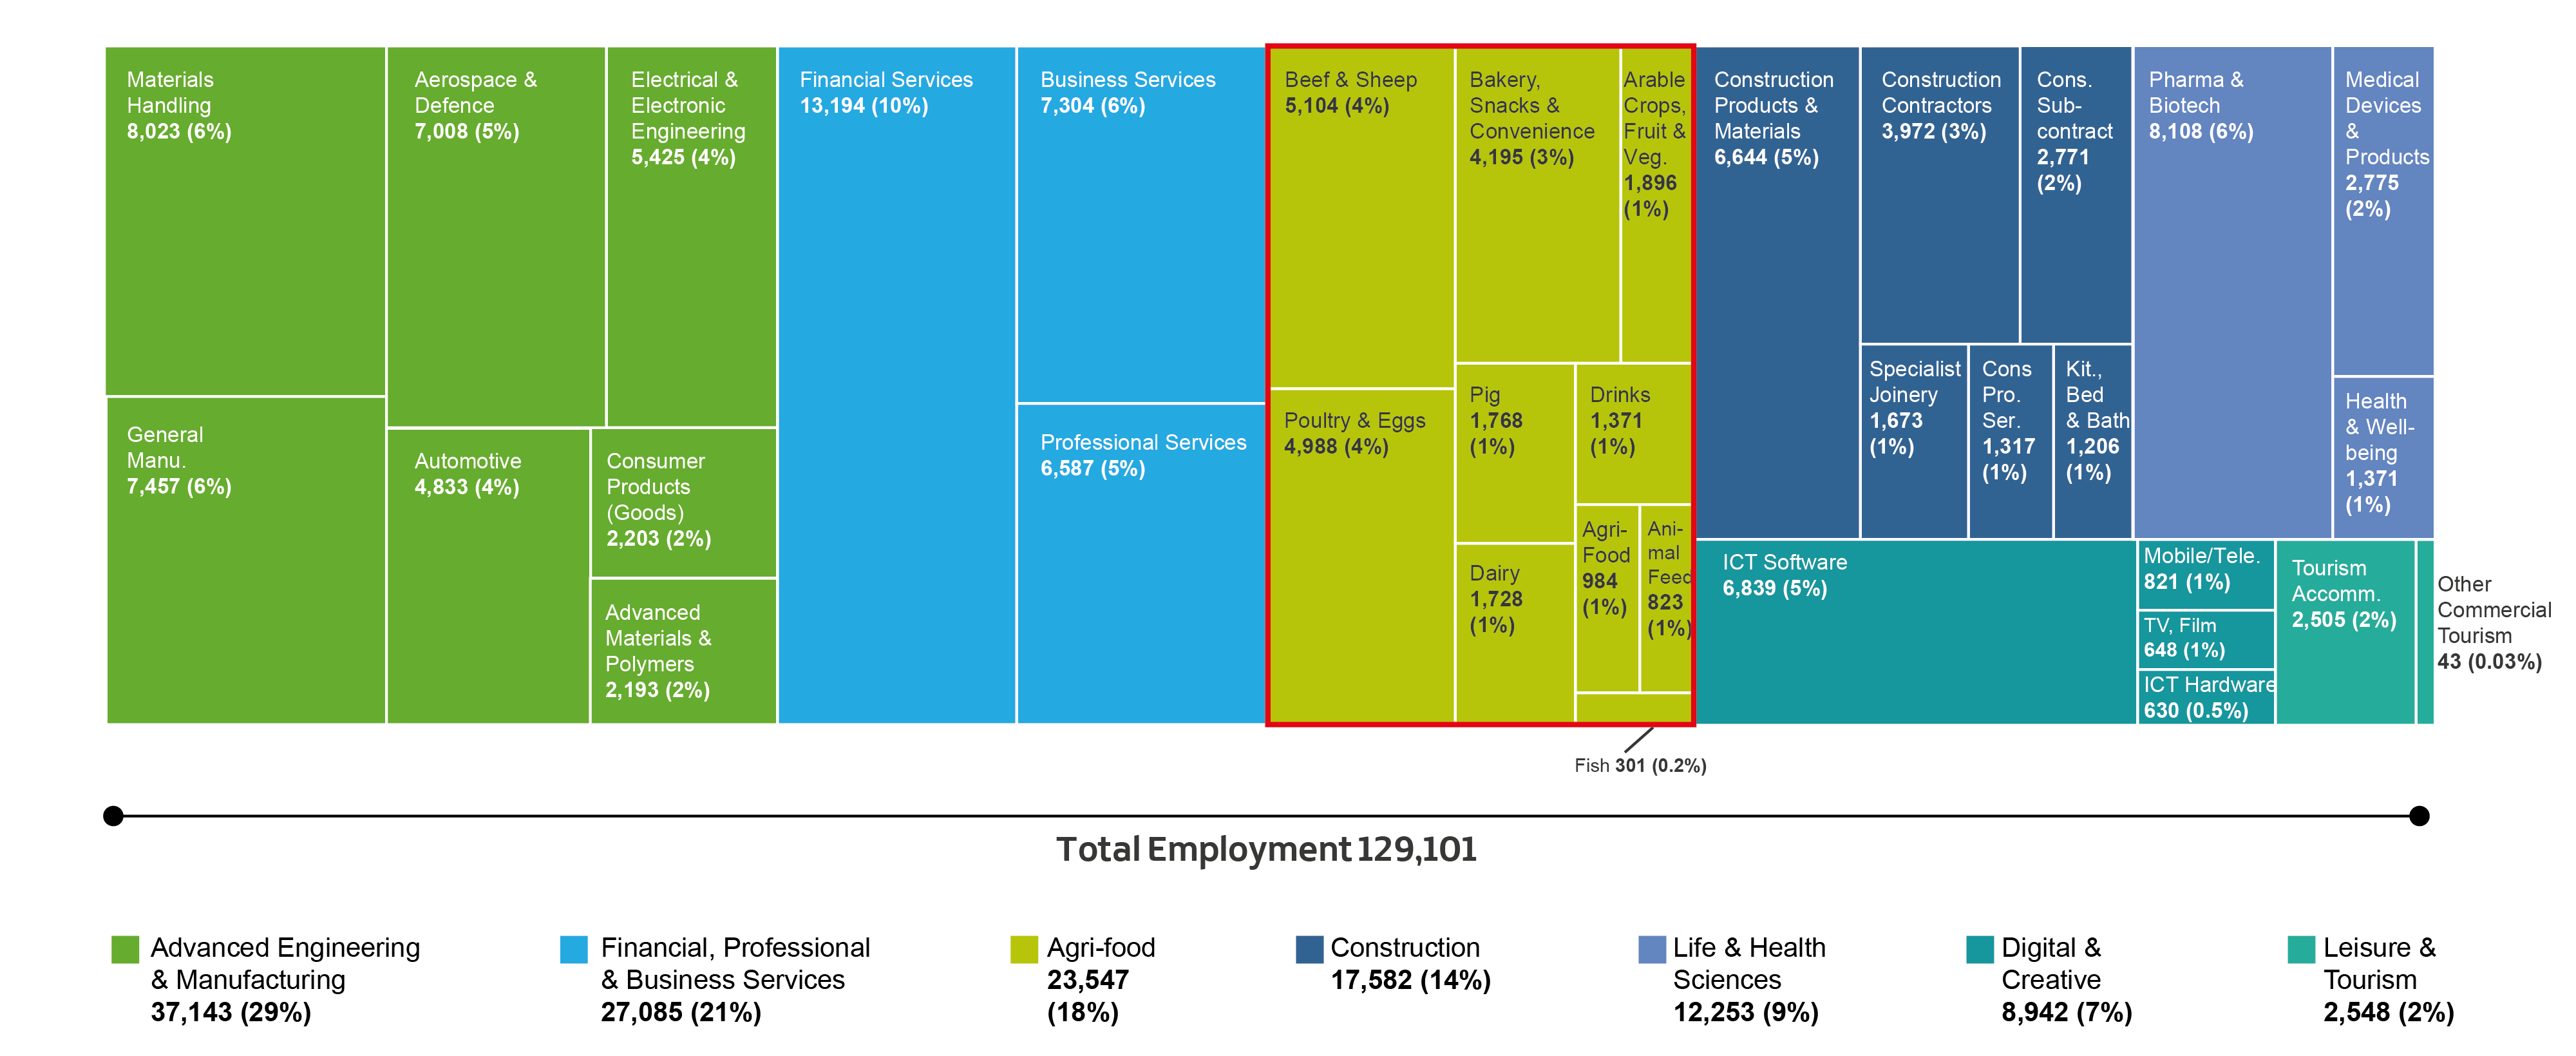 Materials
Handling
8,023 (6%)
General
Manu.
7,457 (6%)
Aerospace &
Defence
7,008 (5%)
Electrical &
Electronic
Engineering
5,425 (4%)
Automotive
4,833 (4%)
Consumer
Products
(Goods)
2,203 (2%)
Advanced
Materials &
Polymers
2,193 (2%)
Financial Services
13,194 (10%)
Business Services
7,304 (6%)
Professional Services
6,587 (5%)
Beef & Sheep
5,104 (4%)
Poultry & Eggs
4,988 (4%)
Bakery,
Snacks &
Convenience
4,195 (3%)
Arable
Crops,
Fruit &
Veg.
1,896
(1%)
Pig
1,768
(1%)
Drinks
1,371
(1%)
Dairy
1,728
(1%)
Agri-
Food
984
(1%)
Ani-
mal
Feed
823
(1%)
Fish 301 (0.2%)
Construction
Products &
Materials
6,644 (5%)
Construction
Contractors
3,972 (3%)
Cons.
Sub-
contract
2,771
(2%)
Specialist
Joinery
1,673
(1%)
Cons
Pro.
Ser.
1,317
(1%)
Kit.,
Bed
& Bath
1,206
(1%)
Pharma &
Biotech
8,108 (6%)
Medical
Devices
&
Products
2,775
(2%)
Health
& Well-
being
1,371
(1%)
ICT Software
6,839 (5%)
Mobile/Tele.
821 (1%)
TV, Film
648 (1%)
ICT Hardware
630 (0.5%)
Tourism
Accomm.
2,505 (2%)
Other
Commercial
Tourism
43 (0.03%)
Total Employment 129,101
Advanced Engineering
& Manufacturing
37,143 (29%)
Financial, Professional
& Business Services
27,085 (21%)
Agri-food
23,547
(18%)
Construction
17,582 (14%)
Life & Health
Sciences
12,253 (9%)
Digital &
Creative
8,942 (7%)
Leisure &
Tourism
2,548 (2%)